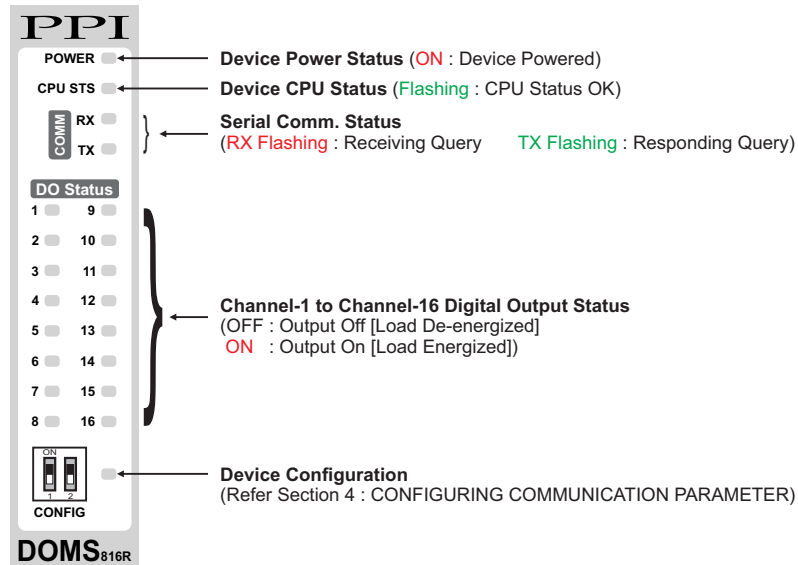 PPI
POWER
Device Power Status (ON : Device Powered)
CPU STS
Device CPU Status (Flashing : CPU Status OK)
COMM
RX
TX
Serial Comm. Status
(RX Flashing : Receiving Query TX Flashing : Responding Query)
DO Status
1 9
2 10
3 11
4 12
5 13
6 14
7 15
8 16
Channel-1 to Channel-16 Digital Output Status
(OFF : Output Off [Load De-energized]
ON : Output On [Load Energized])
ON
1 2
CONFIG
Device Configuration
(Refer Section 4 : CONFIGURING COMMUNICATION PARAMETER)
DOMS816R